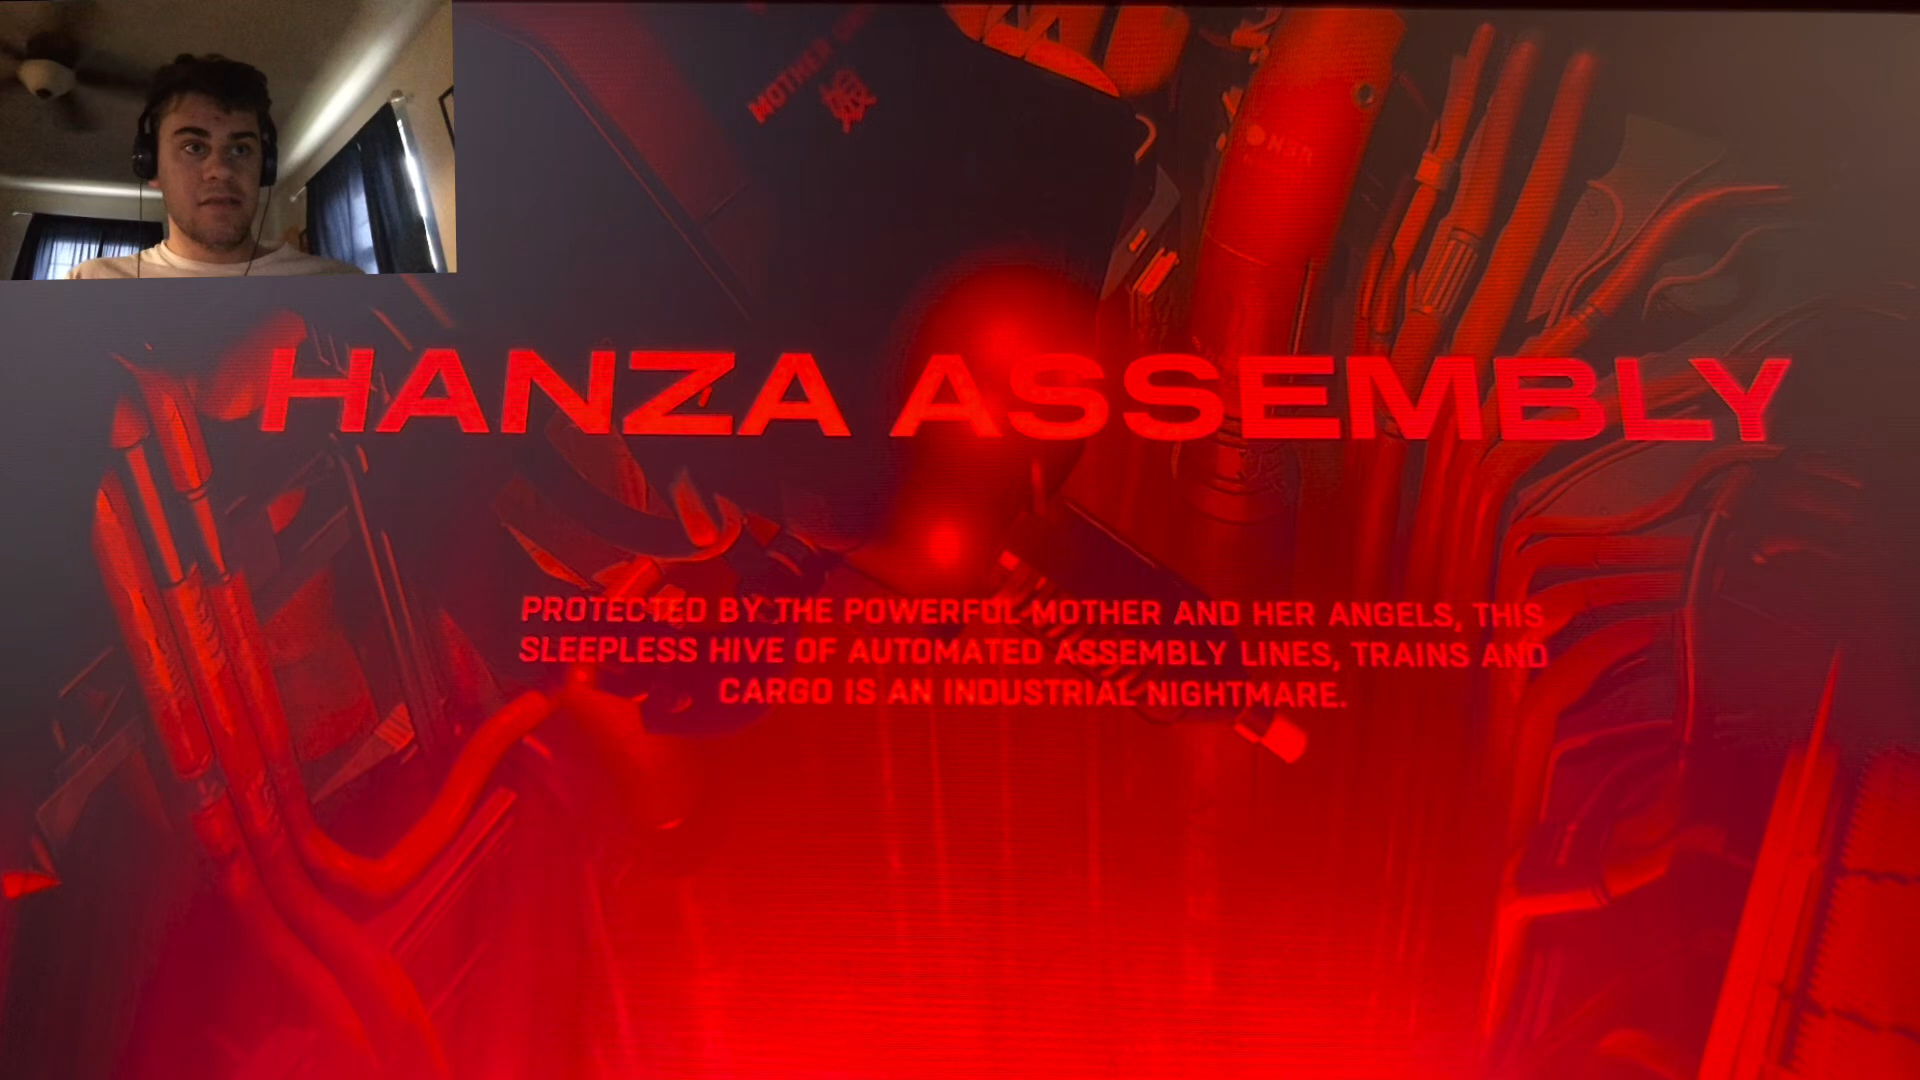 MOTHER
HANZA ASSEMBLY
PROTECTED BY THE POWERFUL MOTHER AND HER ANGELS, THIS
SLEEPLESS HIVE OF AUTOMATED ASSEMBLY LINES, TRAINS AND
CARGO IS AN INDUSTRIAL NIGHTMARE.